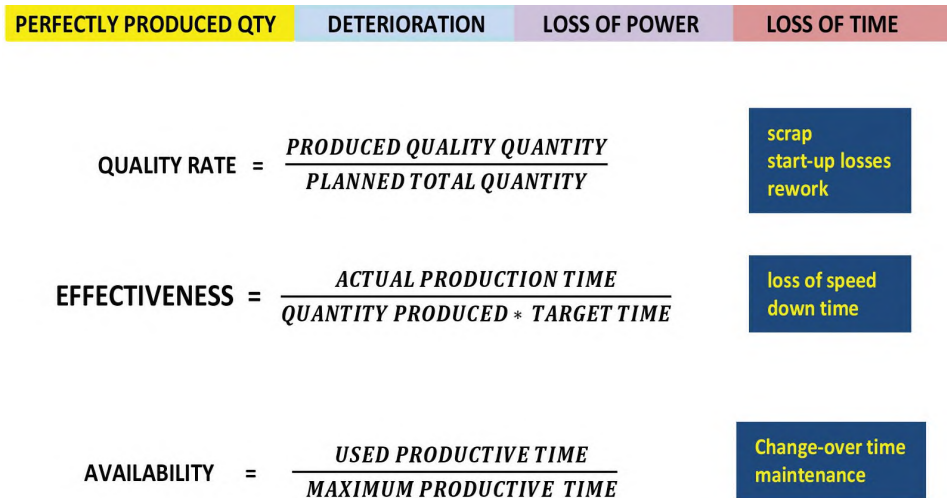 PERFECTLY PRODUCED QTY DETERIORATION LOSS OF POWER LOSS OF TIME
QUALITY RATE = PRODUCED QUALITY QUANTITY
PLANNED TOTAL QUANTITY
scrap
start-up losses
rework
EFFECTIVENESS = ACTUAL PRODUCTION TIME
QUANTITY PRODUCED * TARGET TIME
loss of speed
down time
AVAILABILITY = USED PRODUCTIVE TIME
MAXIMUM PRODUCTIVE TIME
Change-over time
maintenance